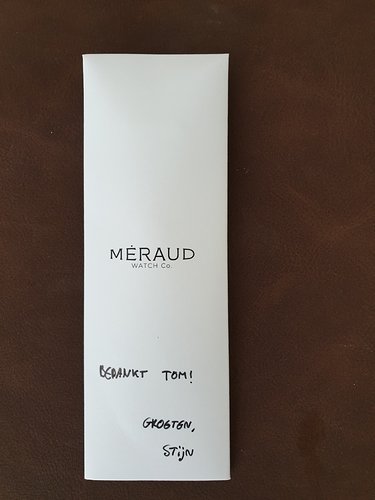 MÉRAUD
WATCH Co.
BEDANKT TOM!
GROETEN,
STIJN